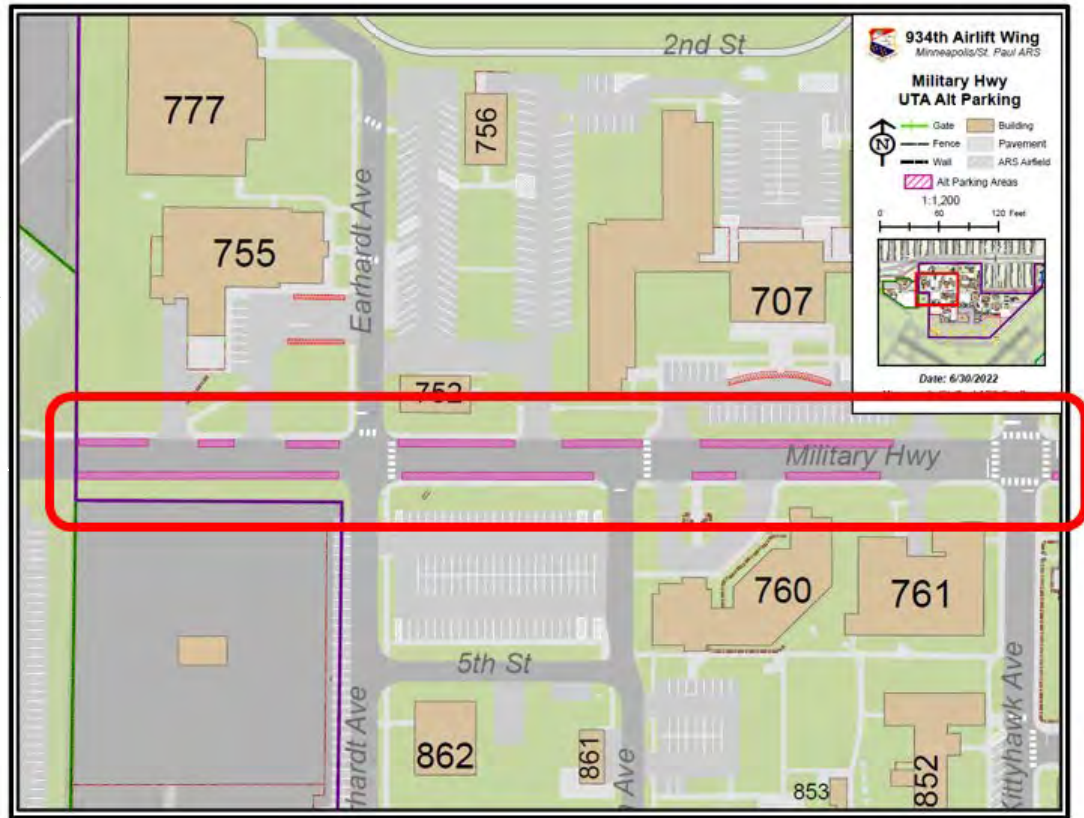 2nd St
934th Airlift Wing
Minneapolis/St. Paul ARS
Military Hwy
UTA Alt Parking
N
Gate
Building
Fence
Pavement
Wall
ARS Airfield
Alt Parking Areas
1:1,200
0 60 120 Feet
Date: 6/30/2022
777
756
Earhardt Ave
755
707
752
Military Hwy
760
761
5th St
Kittyhawk Ave
862
861
853
852
rhardt Ave
Ave